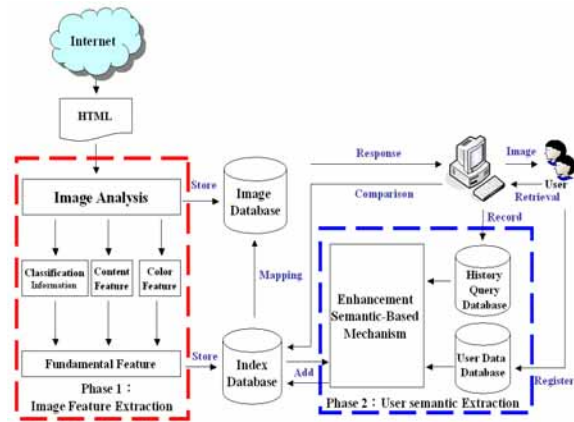 Internet
HTML
Image Analysis
Store
Image
Database
Response
Comparison
Image
User
Retrieval
Record
Classification
Information
Content
Feature
Color
Feature
Mapping
Enhancement
Semantic-Based
Mechanism
History
Query
Database
Fundamental Feature
Store
Index
Database
Add
User Data
Database
Register
Phase 1：
Image Feature Extraction
Phase 2：User semantic Extraction